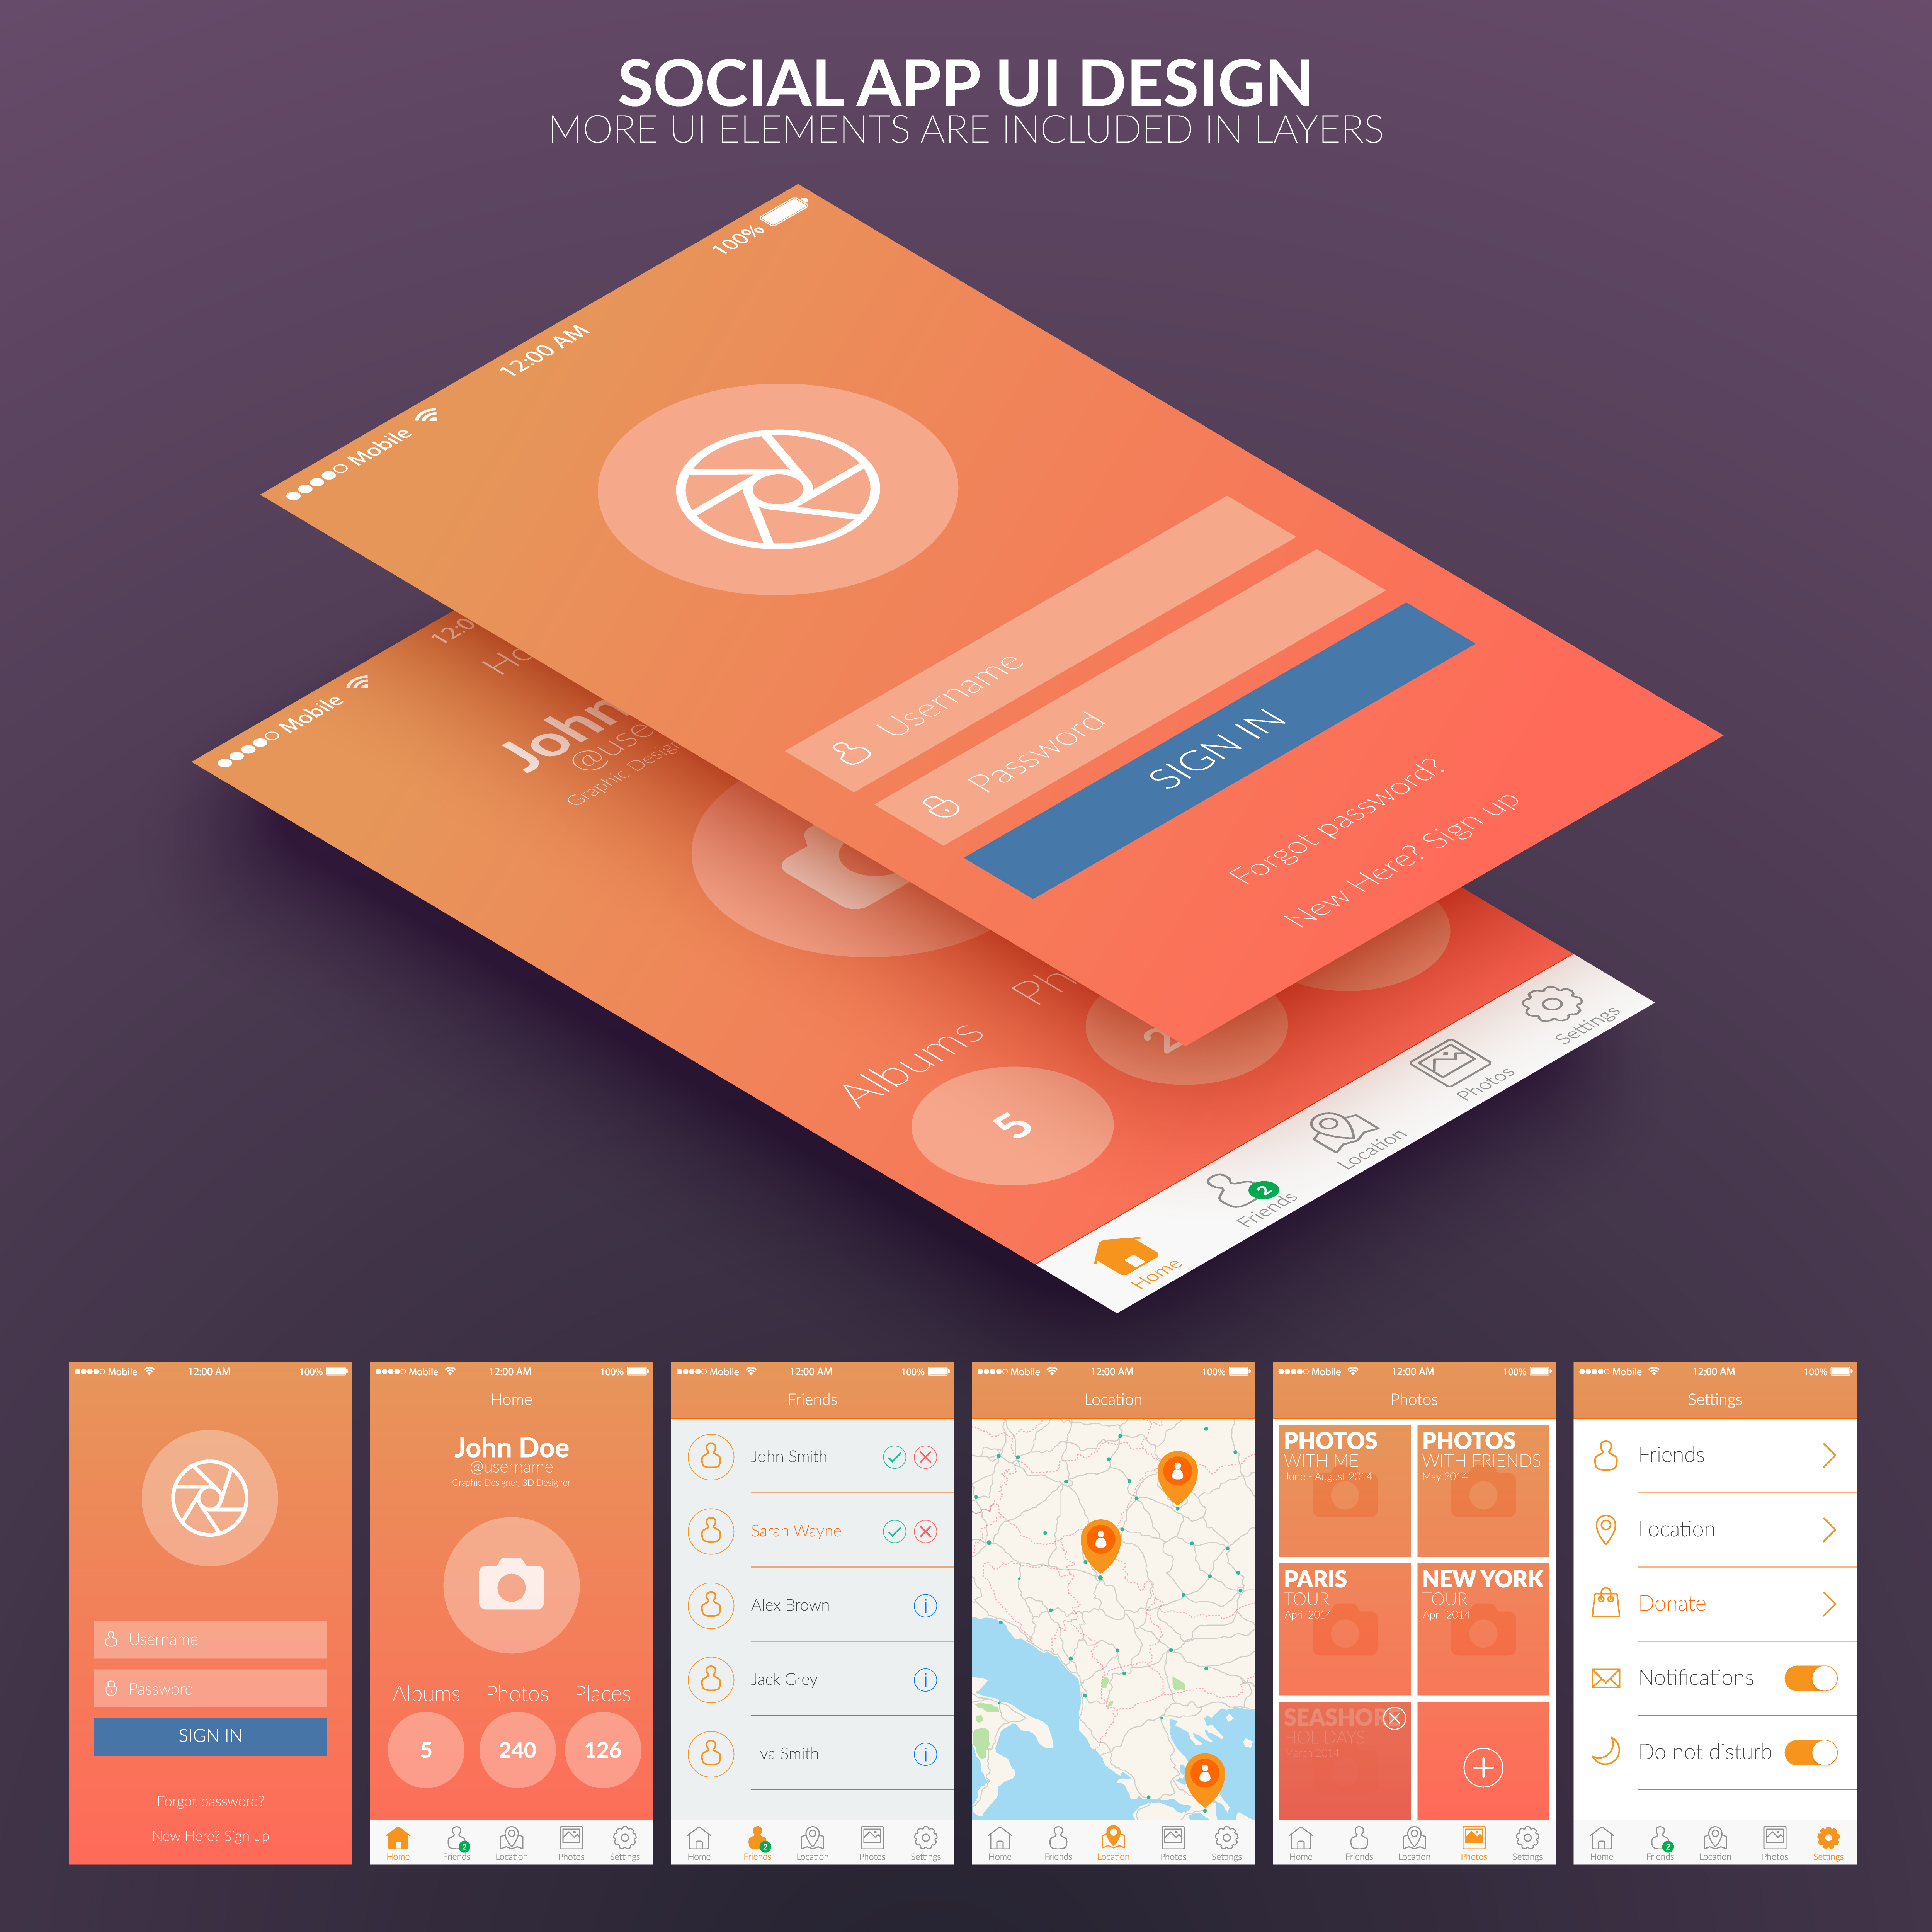 SOCIAL APP UI DESIGN
MORE UI ELEMENTS ARE INCLUDED IN LAYERS
Mobile
12:00 AM
100%
Username
Password
SIGN IN
Forgot password?
New Here? Sign up
Mobile
John
Albums
5
2
Home
Friends
2
Location
Photos
Settings
Mobile 12:00 AM 100%
Username
Password
SIGN IN
Forgot password?
New Here? Sign up
Mobile 12:00 AM 100%
Home
John Doe
@username
Graphic Designer, 3D Designer
Albums Photos Places
5 240 126
2
Home Friends Location Photos Settings
Mobile 12:00 AM 100%
Friends
John Smith
Sarah Wayne
Alex Brown
i
Jack Grey
i
Eva Smith
i
2
Home Friends Location Photos Settings
Mobile 12:00 AM 100%
Location
Home Friends Location Photos Settings
Mobile 12:00 AM 100%
Photos
PHOTOS
WITH ME
June - August 2014
PHOTOS
WITH FRIENDS
May 2014
PARIS
TOUR
April 2014
NEW YORK
TOUR
April 2014
HOLIDAYS
March 2014
Home Friends Location Photos Settings
Mobile 12:00 AM 100%
Settings
Friends
Location
Donate
Notifications
Do not disturb
2
Home Friends Location Photos Settings